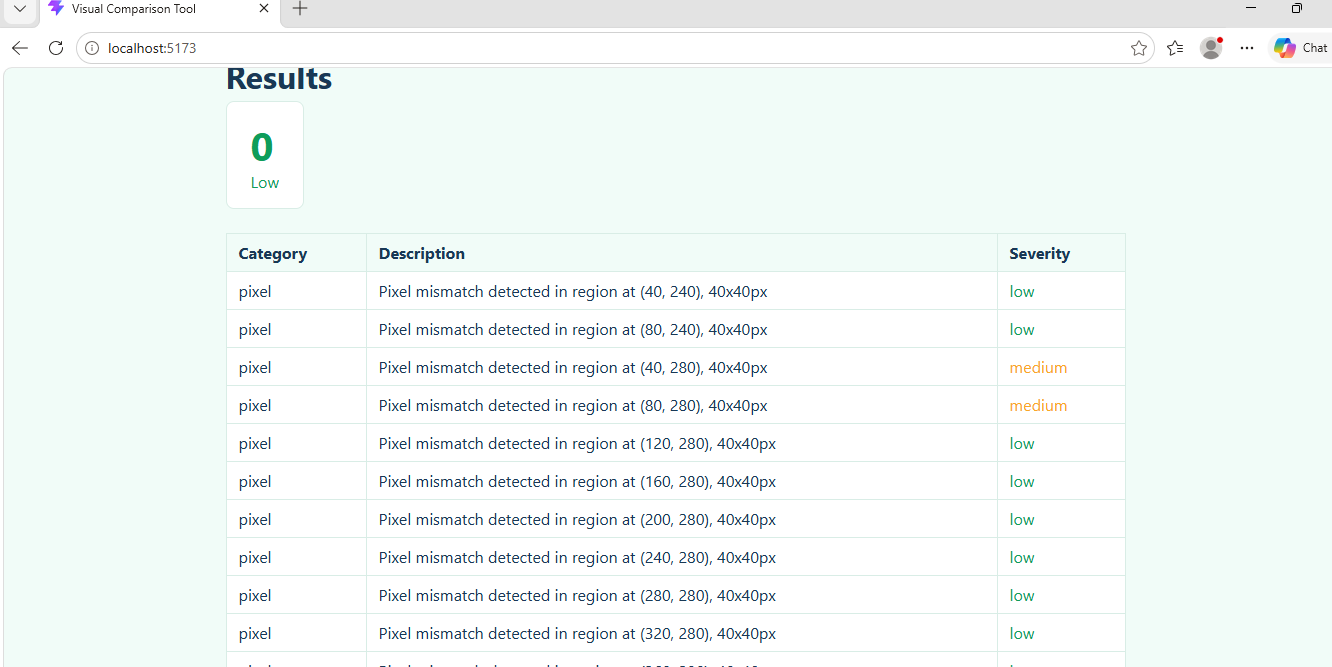 Visual Comparison Tool
localhost:5173
Chat
Results
0
Low
Category Description Severity
pixel Pixel mismatch detected in region at (40, 240), 40x40px low
pixel Pixel mismatch detected in region at (80, 240), 40x40px low
pixel Pixel mismatch detected in region at (40, 280), 40x40px medium
pixel Pixel mismatch detected in region at (80, 280), 40x40px medium
pixel Pixel mismatch detected in region at (120, 280), 40x40px low
pixel Pixel mismatch detected in region at (160, 280), 40x40px low
pixel Pixel mismatch detected in region at (200, 280), 40x40px low
pixel Pixel mismatch detected in region at (240, 280), 40x40px low
pixel Pixel mismatch detected in region at (280, 280), 40x40px low
pixel Pixel mismatch detected in region at (320, 280), 40x40px low